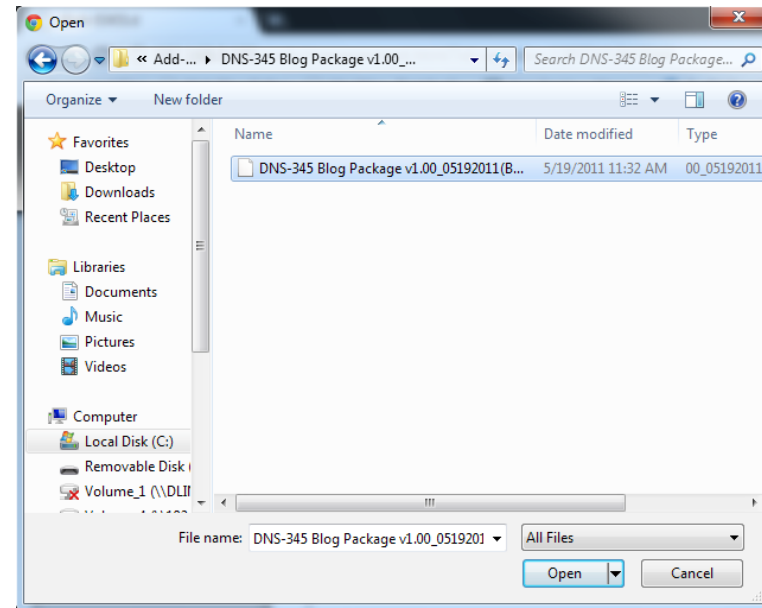 Open
« Add-... ▸ DNS-345 Blog Package v1.00_...
Search DNS-345 Blog Package...
Organize
New folder
Favorites
Desktop
Downloads
Recent Places
Libraries
Documents
Music
Pictures
Videos
Computer
Local Disk (C:)
Removable Disk (
Volume_1 (\\DLI
Name Date modified Type
DNS-345 Blog Package v1.00_05192011(B... 5/19/2011 11:32 AM 00_05192011
File name: DNS-345 Blog Package v1.00_0519201
All Files
Open
Cancel